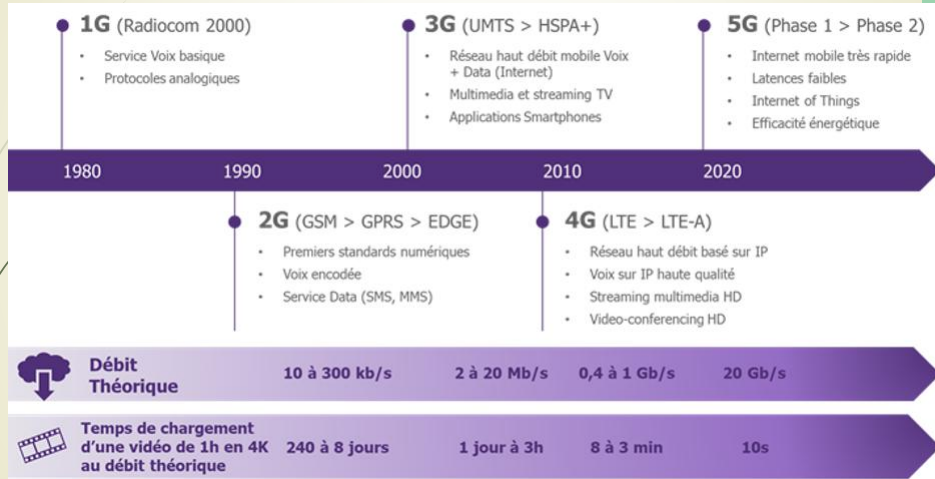 1G (Radiocom 2000)
• Service Voix basique
• Protocoles analogiques
3G (UMTS > HSPA+)
• Réseau haut débit mobile Voix
+ Data (Internet)
• Multimedia et streaming TV
• Applications Smartphones
5G (Phase 1 > Phase 2)
• Internet mobile très rapide
• Latences faibles
• Internet of Things
• Efficacité énergétique
1980 1990 2000 2010 2020
2G (GSM > GPRS > EDGE)
• Premiers standards numériques
• Voix encodée
• Service Data (SMS, MMS)
4G (LTE > LTE-A)
• Réseau haut débit basé sur IP
• Voix sur IP haute qualité
• Streaming multimedia HD
• Video-conferencing HD
Débit
Théorique
10 à 300 kb/s 2 à 20 Mb/s 0,4 à 1 Gb/s 20 Gb/s
Temps de chargement
d'une vidéo de 1h en 4K
au débit théorique
240 à 8 jours 1 jour à 3h 8 à 3 min 10s